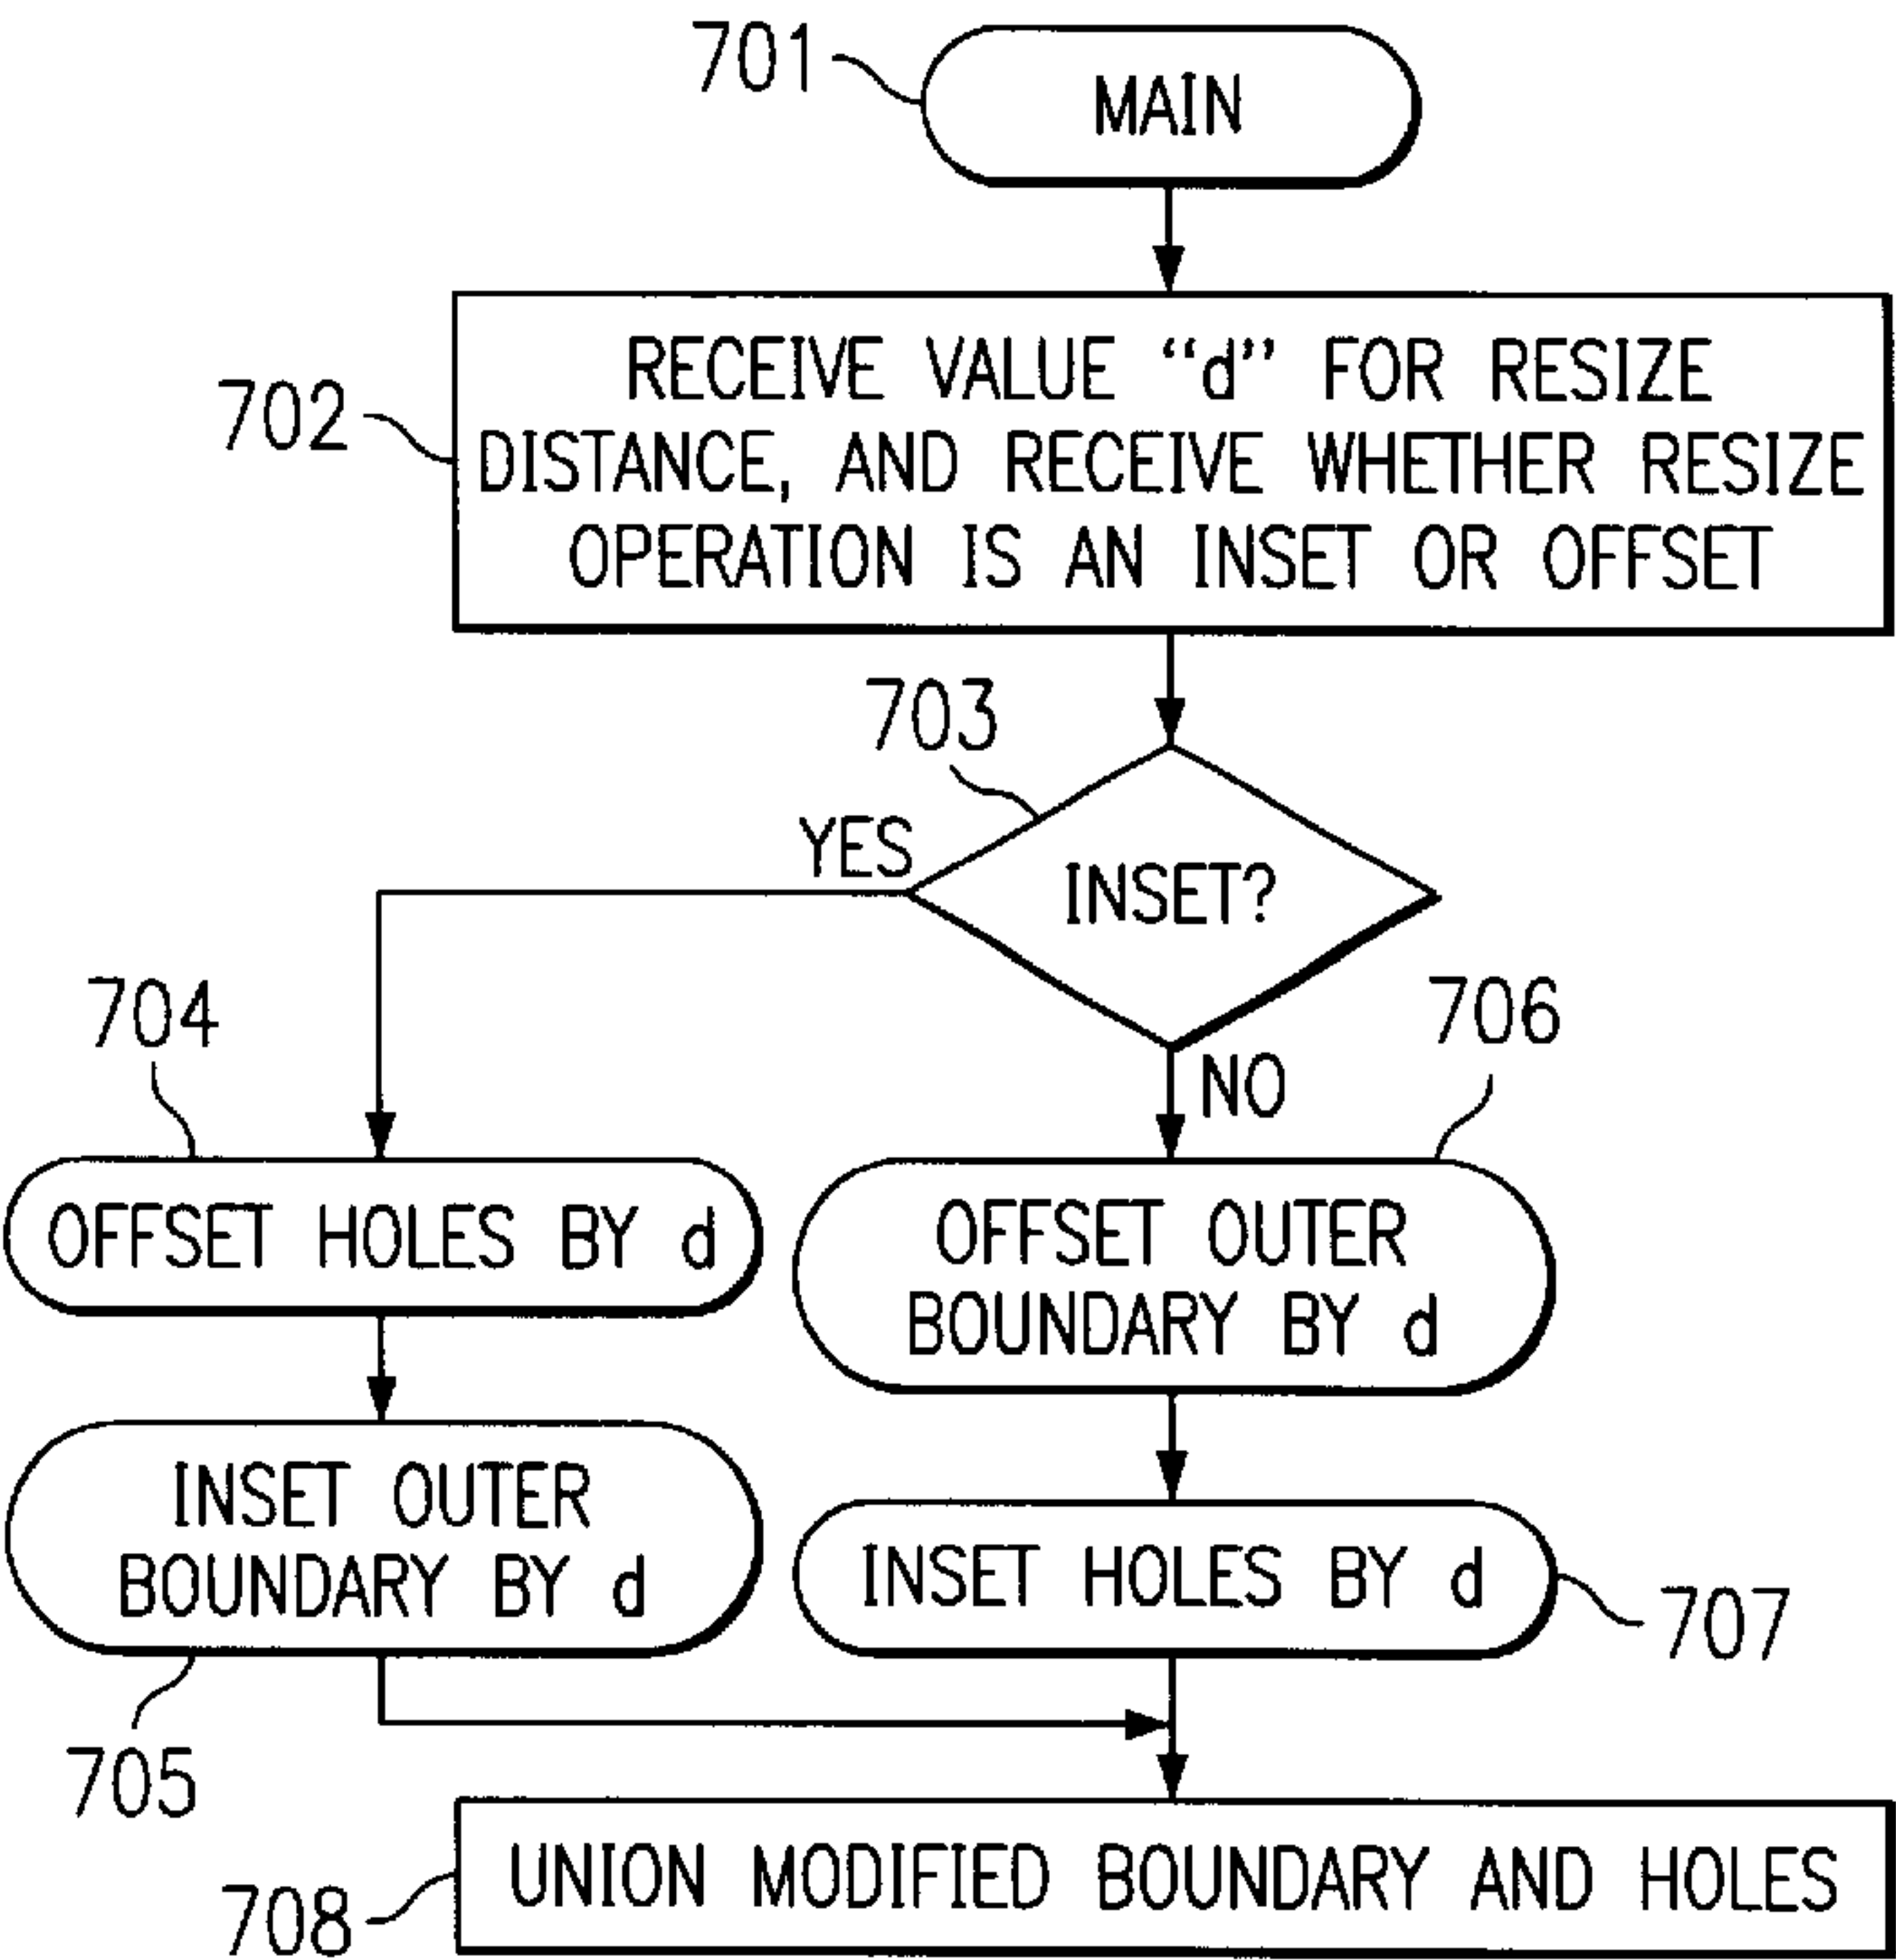 701
MAIN
702
RECEIVE VALUE “d” FOR RESIZE
DISTANCE, AND RECEIVE WHETHER RESIZE
OPERATION IS AN INSET OR OFFSET
703
YES
INSET?
NO
704
706
OFFSET HOLES BY d
OFFSET OUTER
BOUNDARY BY d
INSET OUTER
BOUNDARY BY d
INSET HOLES BY d
707
705
708
UNION MODIFIED BOUNDARY AND HOLES